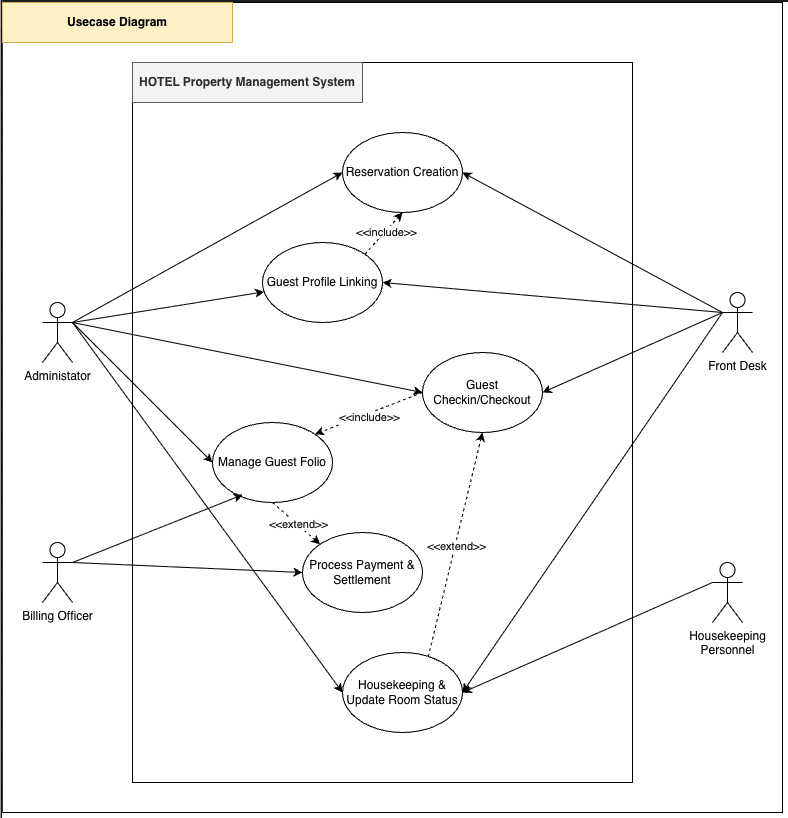 Usecase Diagram
HOTEL Property Management System
Reservation Creation
<<include>>
Guest Profile Linking
Administator
Front Desk
Guest
Checkin/Checkout
<<include>>
Manage Guest Folio
<<extend>>
<<extend>>
Process Payment &
Settlement
Billing Officer
Housekeeping
Personnel
Housekeeping &
Update Room Status